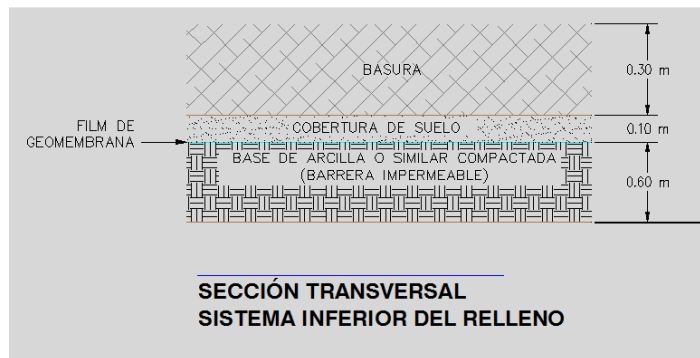 BASURA
0.30 m
FILM DE
GEOMEMBRANA
COBERTURA DE SUELO
0.10 m
BASE DE ARCILLA O SIMILAR COMPACTADA
(BARRERA IMPERMEABLE)
0.60 m
SECCIÓN TRANSVERSAL
SISTEMA INFERIOR DEL RELLENO